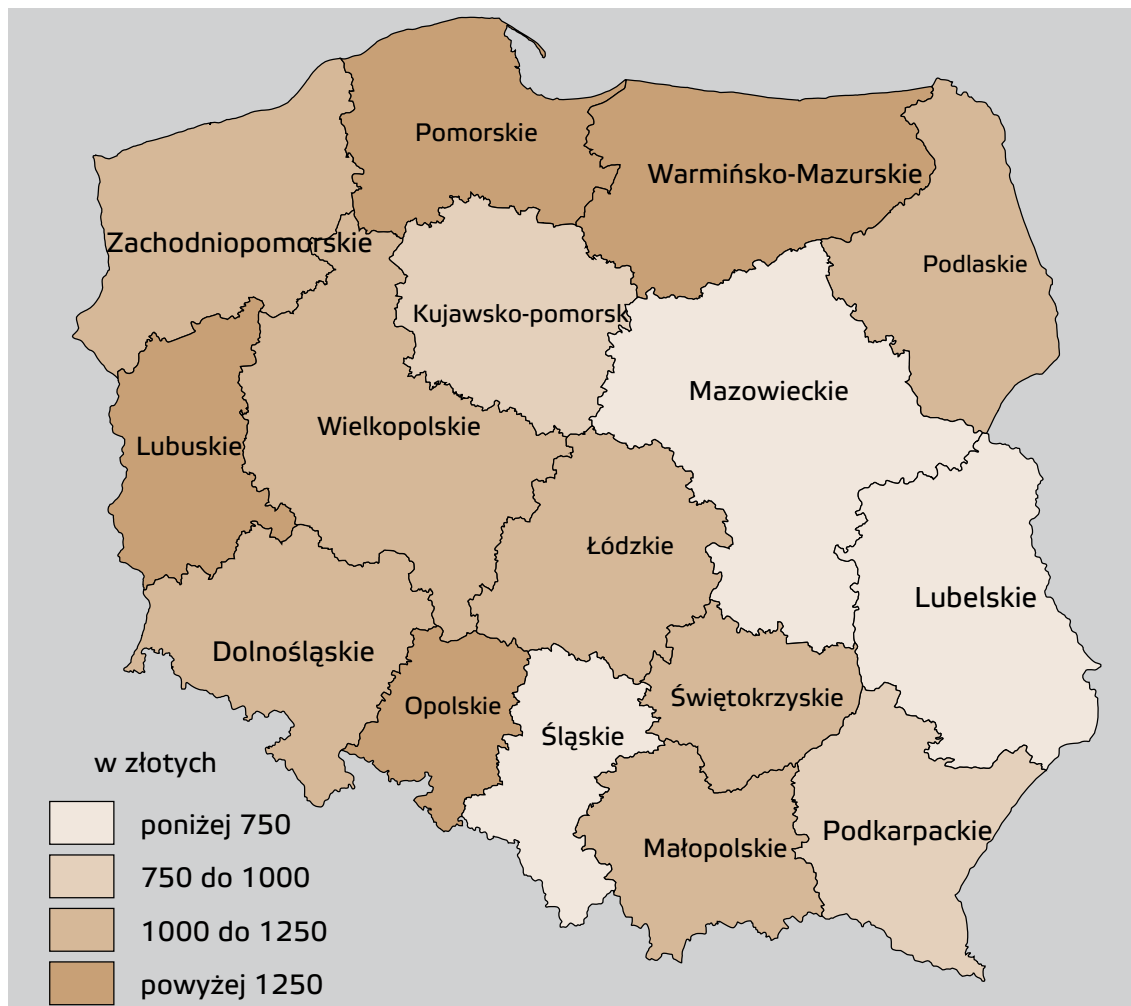 Pomorskie
Warmińsko-Mazurskie
Zachodniopomorskie
Podlaskie
Kujawsko-pomorsk
Mazowieckie
Wielkopolskie
Lubuskie
Łódzkie
Lubelskie
Dolnośląskie
Świętokrzyskie
Opolskie
Śląskie
Podkarpackie
Małopolskie
w złotych
poniżej 750
750 do 1000
1000 do 1250
powyżej 1250